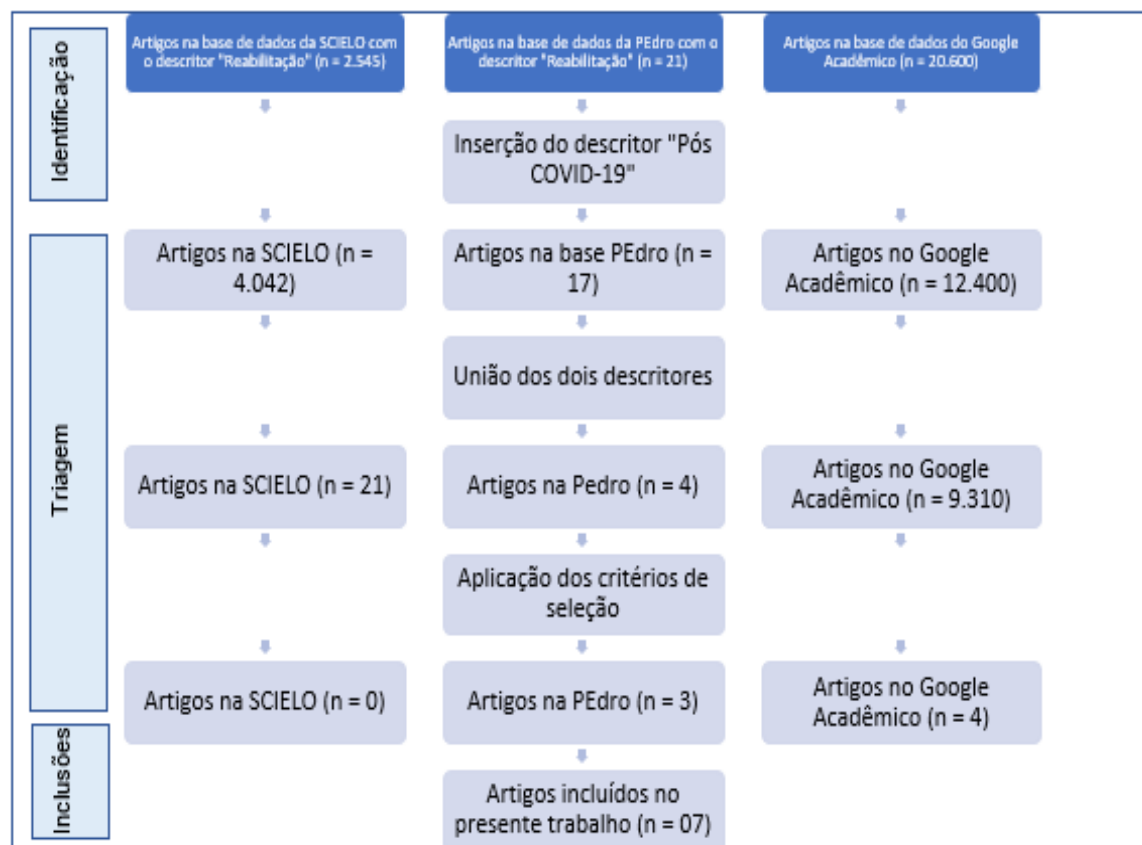 Identificação
Artigos na base de dados da SCIELO com
o descritor "Reabilitação" (n = 2.545)
Artigos na base de dados da PEdro com o
descritor "Reabilitação" (n = 21)
Artigos na base de dados do Google
Acadêmico (n = 20.600)
Inserção do descritor "Pós
COVID-19"
Triagem
Artigos na SCIELO (n =
4.042)
Artigos na base PEdro (n =
17)
Artigos no Google
Acadêmico (n = 12.400)
União dos dois descritores
Artigos na SCIELO (n = 21)
Artigos na Pedro (n = 4)
Artigos no Google
Acadêmico (n = 9.310)
Aplicação dos critérios de
seleção
Artigos na SCIELO (n = 0)
Artigos na PEdro (n = 3)
Artigos no Google
Acadêmico (n = 4)
Inclusões
Artigos incluídos no
presente trabalho (n = 07)